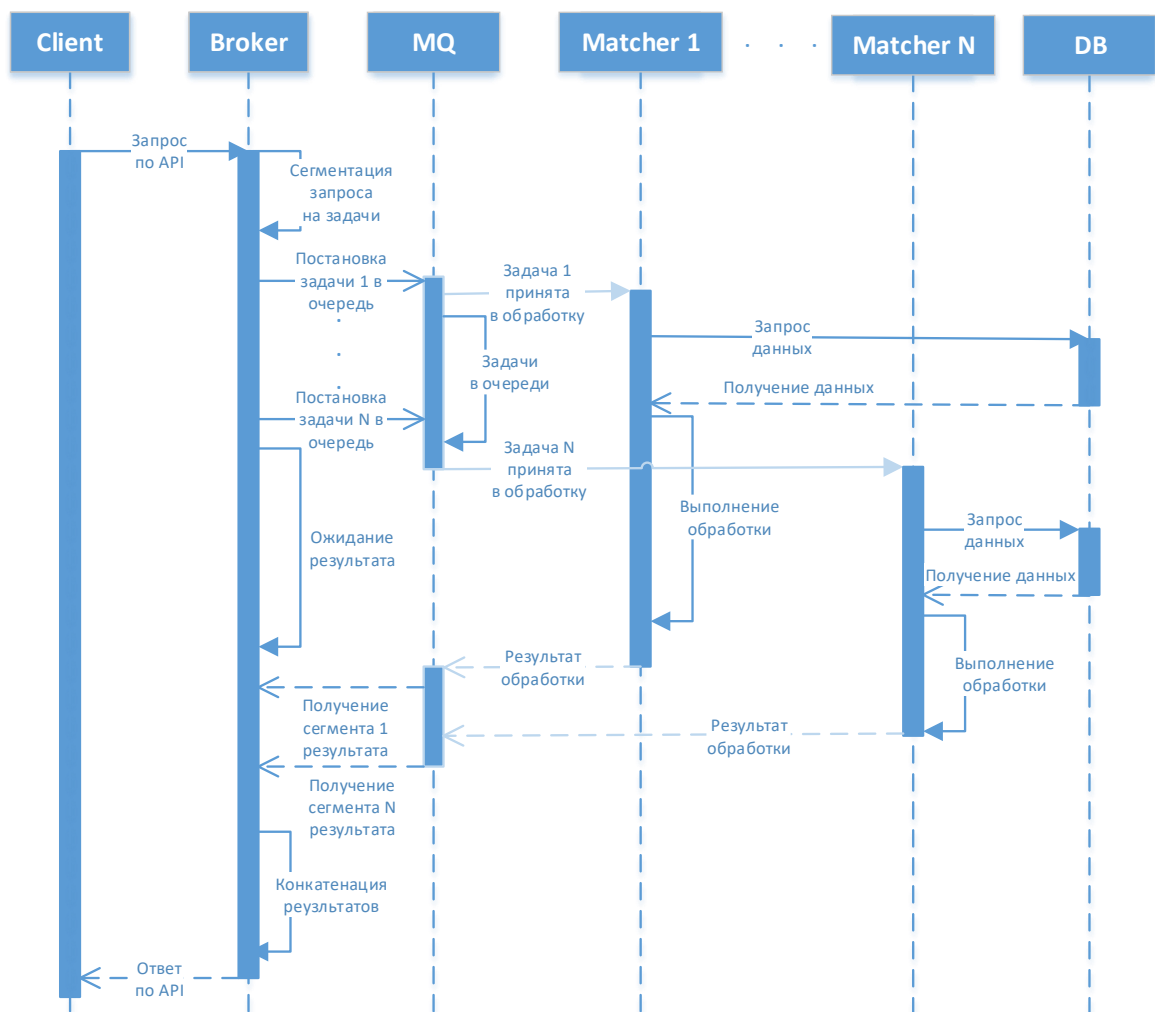 Client
Broker
MQ
Matcher 1
. . .
Matcher N
DB
Запрос
по API
Сегментация
запроса
на задачи
Постановка
задачи 1 в
очередь
.
.
.
.
Задача 1
принята
в обработку
Запрос
данных
Задачи
в очереди
Получение данных
Постановка
задачи N в
очередь
Задача N
принята
в обработку
Выполнение
обработки
Ожидание
результата
Запрос
данных
Получение данных
Результат
обработки
Выполнение
обработки
Получение
сегмента 1
результата
Результат
обработки
Получение
сегмента N
результата
Конкатенация
реузльтатов
Ответ
по API